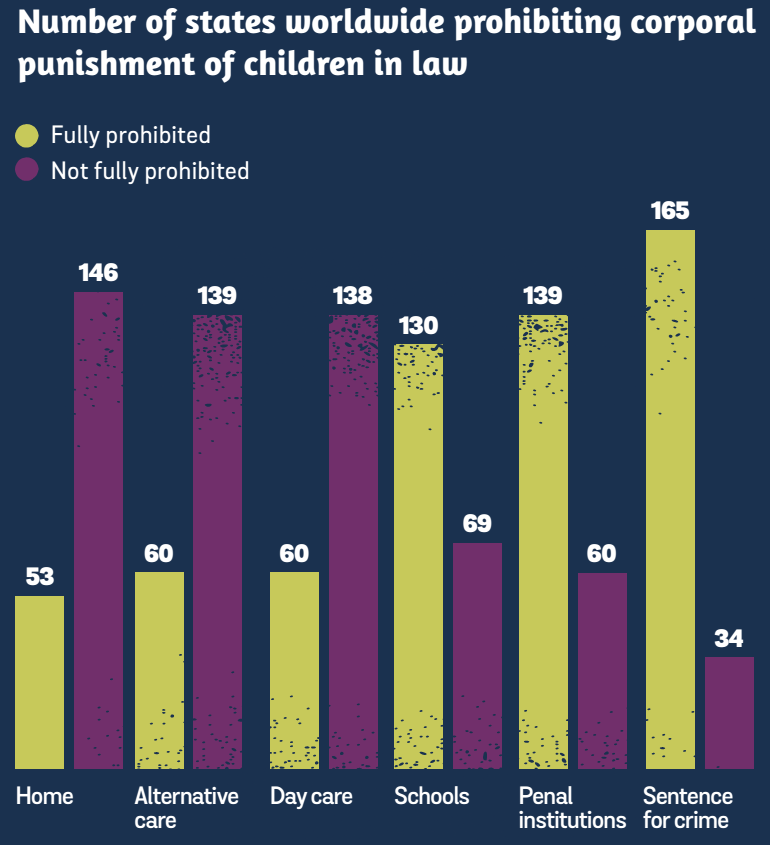 Number of states worldwide prohibiting corporal
punishment of children in law
Fully prohibited
Not fully prohibited
53
146
60
139
60
138
130
69
139
60
165
34
Home
Alternative
care
Day care
Schools
Penal
institutions
Sentence
for crime